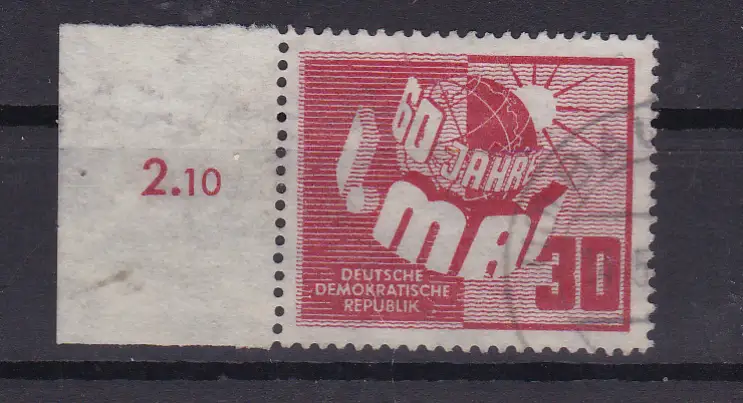 2.10
60 JAHRE
1. MAI
30
DEUTSCHE
DEMOKRATISCHE
REPUBLIK